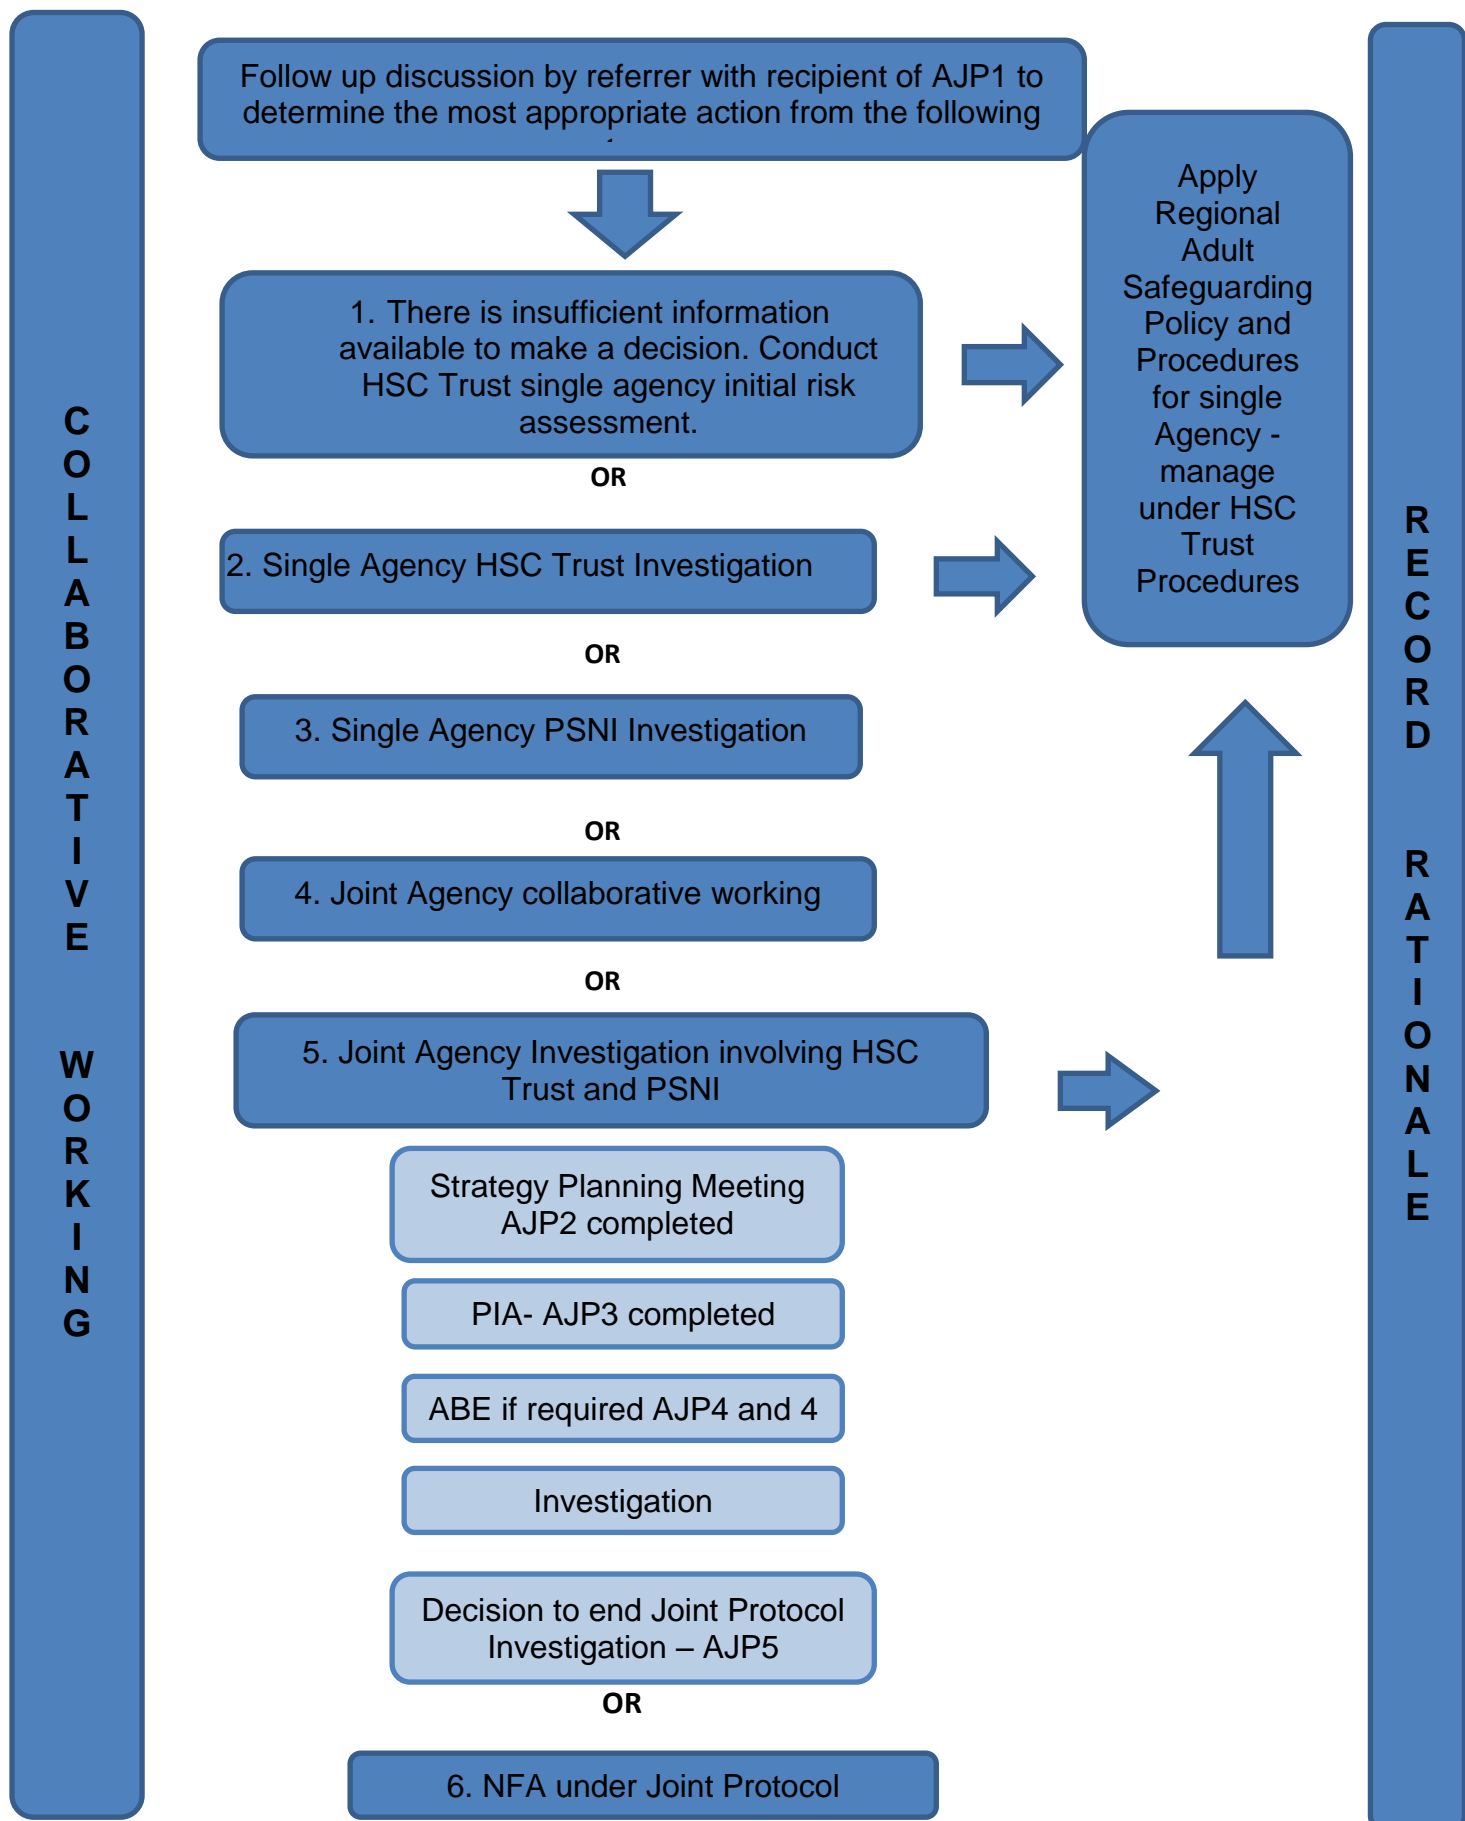 Follow up discussion by referrer with recipient of AJP1 to
determine the most appropriate action from the following
1. There is insufficient information
available to make a decision. Conduct
HSC Trust single agency initial risk
assessment.
OR
2. Single Agency HSC Trust Investigation
OR
3. Single Agency PSNI Investigation
OR
4. Joint Agency collaborative working
OR
5. Joint Agency Investigation involving HSC
Trust and PSNI
Strategy Planning Meeting
AJP2 completed
PIA- AJP3 completed
ABE if required AJP4 and 4
Investigation
Decision to end Joint Protocol
Investigation – AJP5
OR
6. NFA under Joint Protocol
Apply
Regional
Adult
Safeguarding
Policy and
Procedures
for single
Agency -
manage
under HSC
Trust
Procedures
COLLABORATIVE WORKING
RECORD RATIONALE